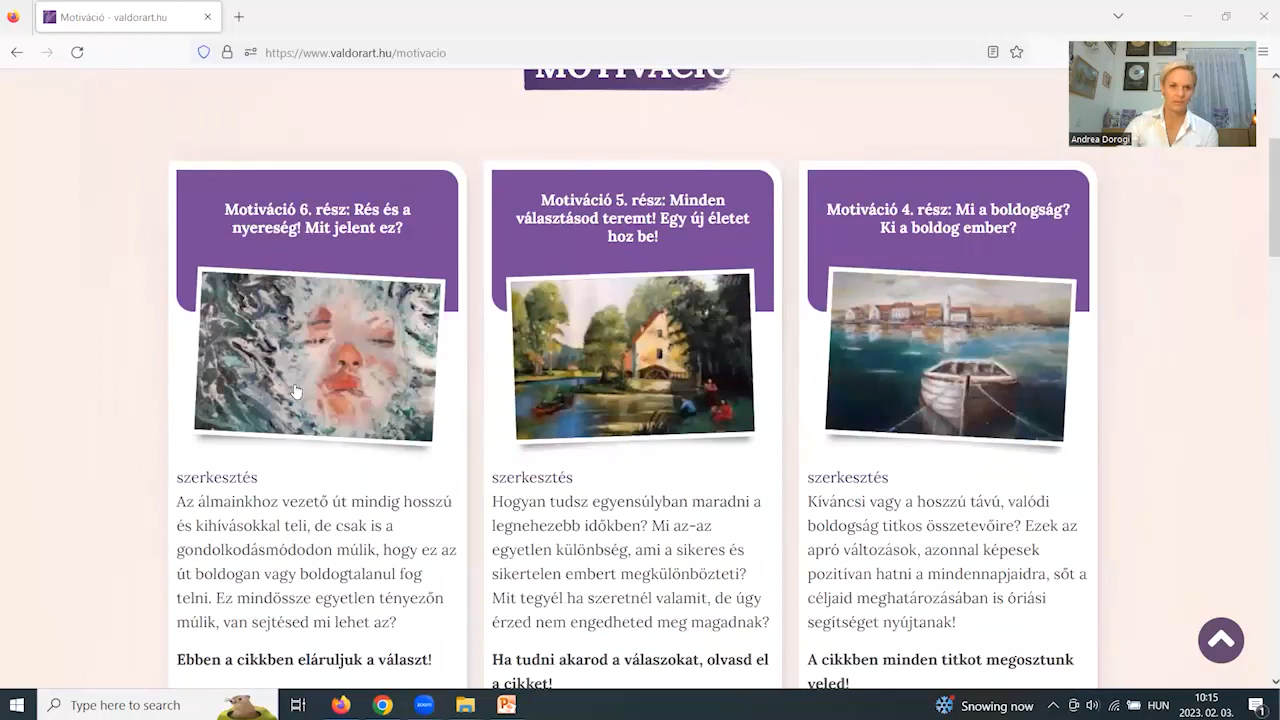 Motiváció - valdorart.hu
https://www.valdorart.hu/motivacio
MOTIVÁCIÓ
Andrea Dorogi
Motiváció 6. rész: Rés és a
nyereség! Mit jelent ez?
szerkesztés
Az álmainkhoz vezető út mindig hosszú
és kihívásokkal teli, de csak is a
gondolkodásmódodon múlik, hogy ez az
út boldogan vagy boldogtalanul fog
telni. Ez mindössze egyetlen tényezőn
múlik, van sejtésed mi lehet az?
Ebben a cikkben eláruljuk a választ!
Motiváció 5. rész: Minden
választásod teremt! Egy új életet
hoz be!
szerkesztés
Hogyan tudsz egyensúlyban maradni a
legnehezebb időkben? Mi az-az
egyetlen különbség, ami a sikeres és
sikertelen embert megkülönbözteti?
Mit tegyél ha szeretnél valamit, de úgy
érzed nem engedheted meg magadnak?
Ha tudni akarod a válaszokat, olvasd el
a cikket!
Motiváció 4. rész: Mi a boldogság?
Ki a boldog ember?
szerkesztés
Kíváncsi vagy a hosszú távú, valódi
boldogság titkos összetevőire? Ezek az
apró változások, azonnal képesek
pozitívan hatni a mindennapjaidra, sőt a
céljaid meghatározásában is óriási
segítséget nyújtanak!
A cikkben minden titkot megosztunk
veled!
Type here to search
zoom
Snowing now
HUN
10:15
2023. 02. 03.
1